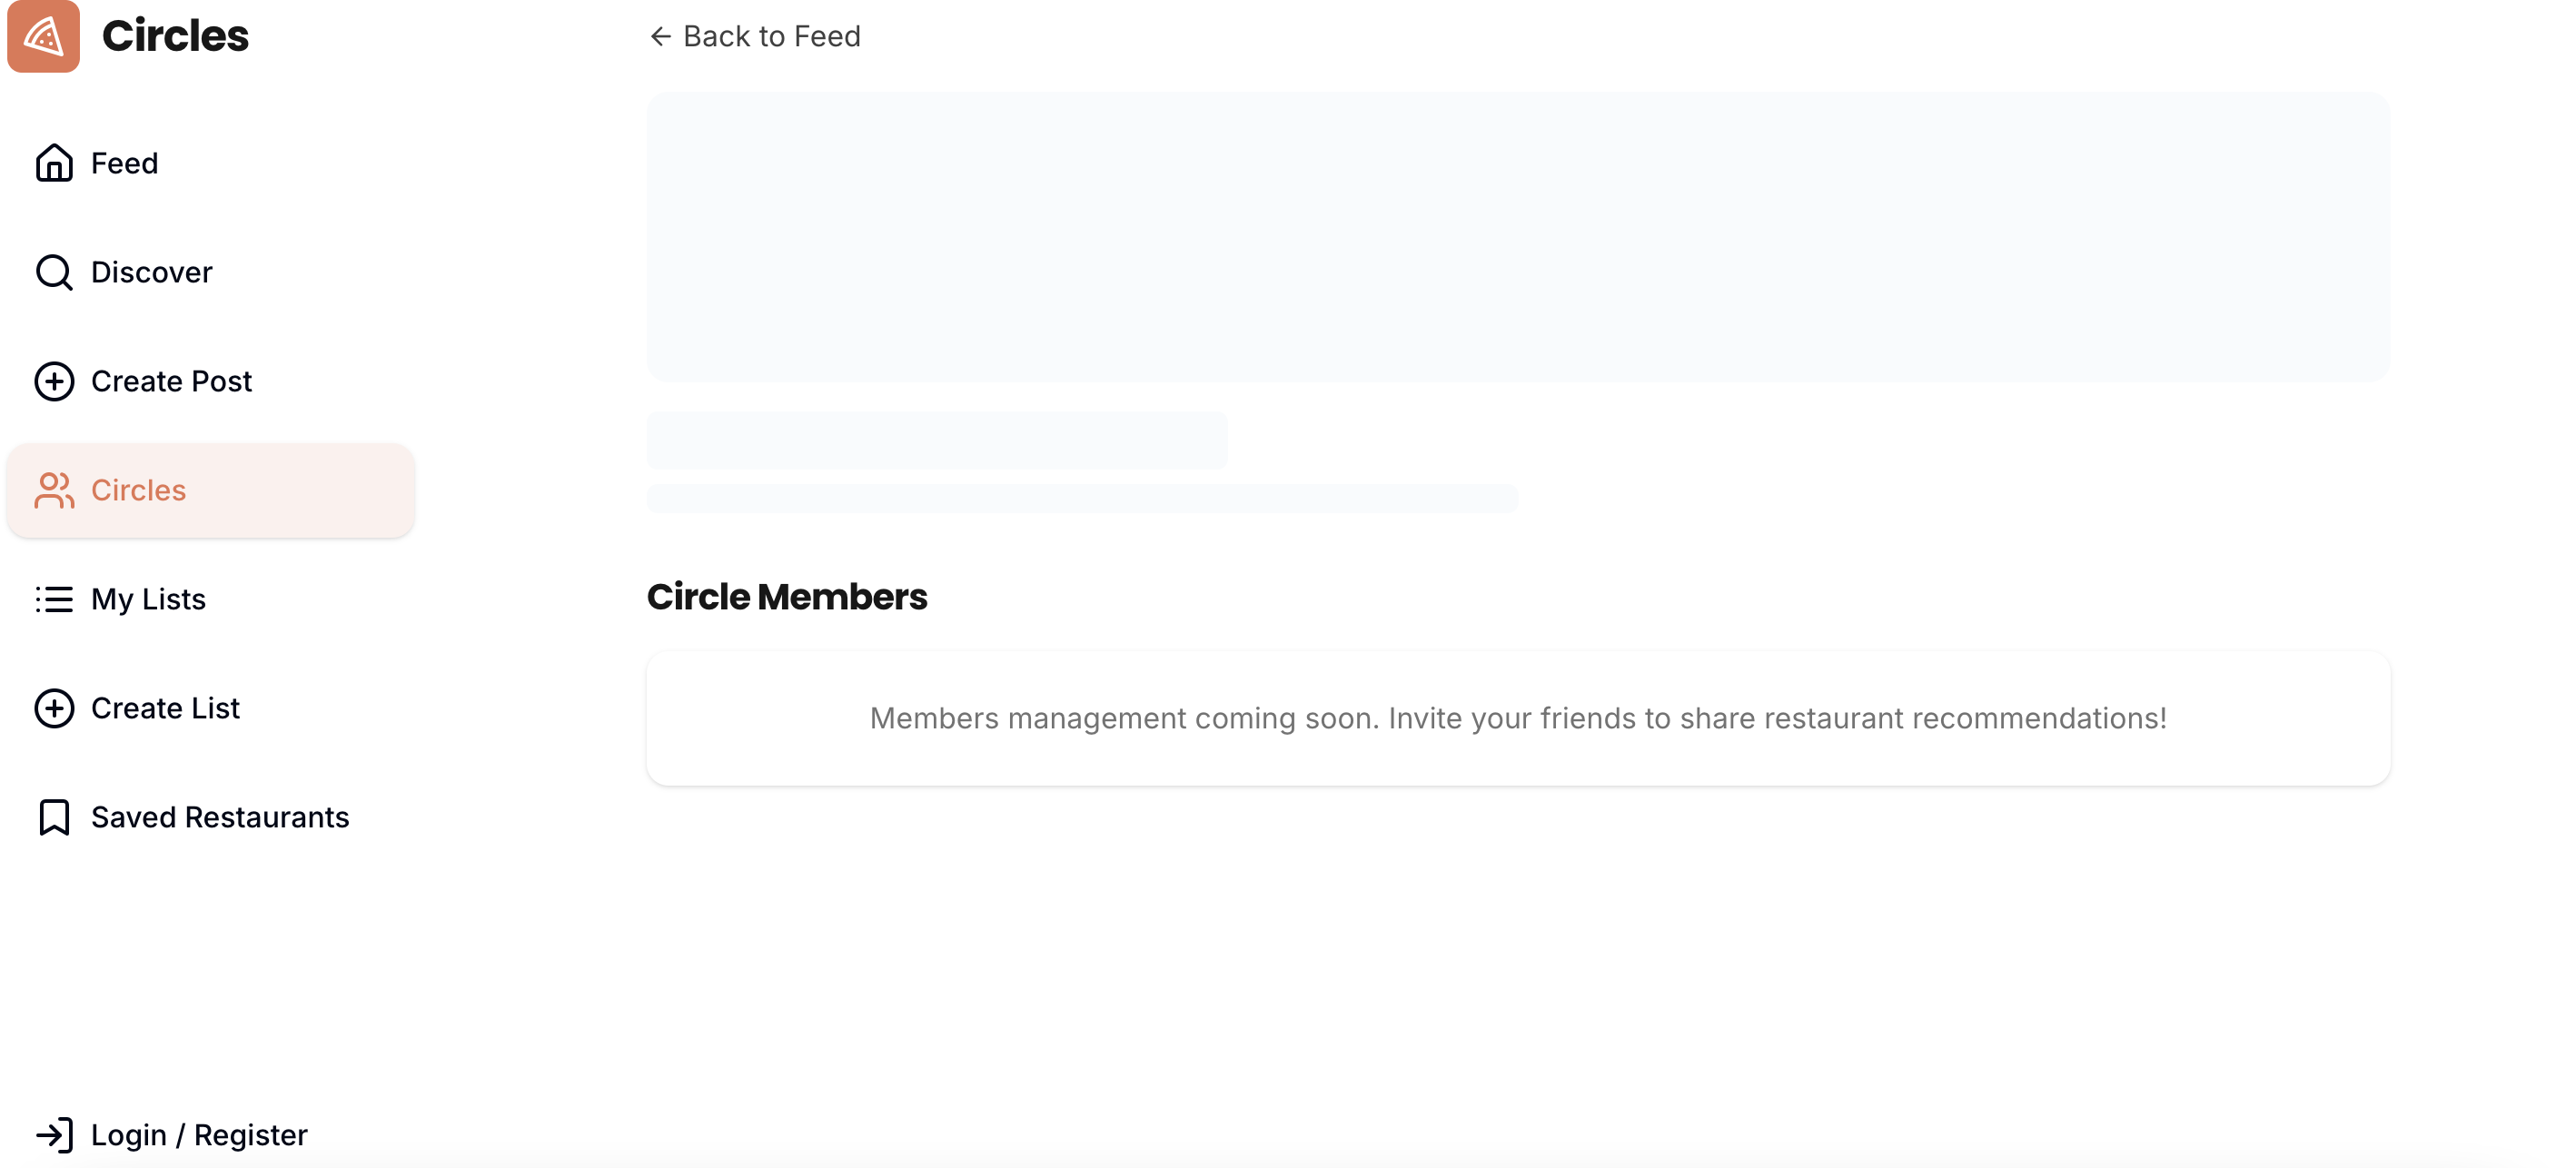 Circles
Back to Feed
Feed
Discover
Create Post
Circles
My Lists
Create List
Saved Restaurants
Login / Register
Circle Members
Members management coming soon. Invite your friends to share restaurant recommendations!